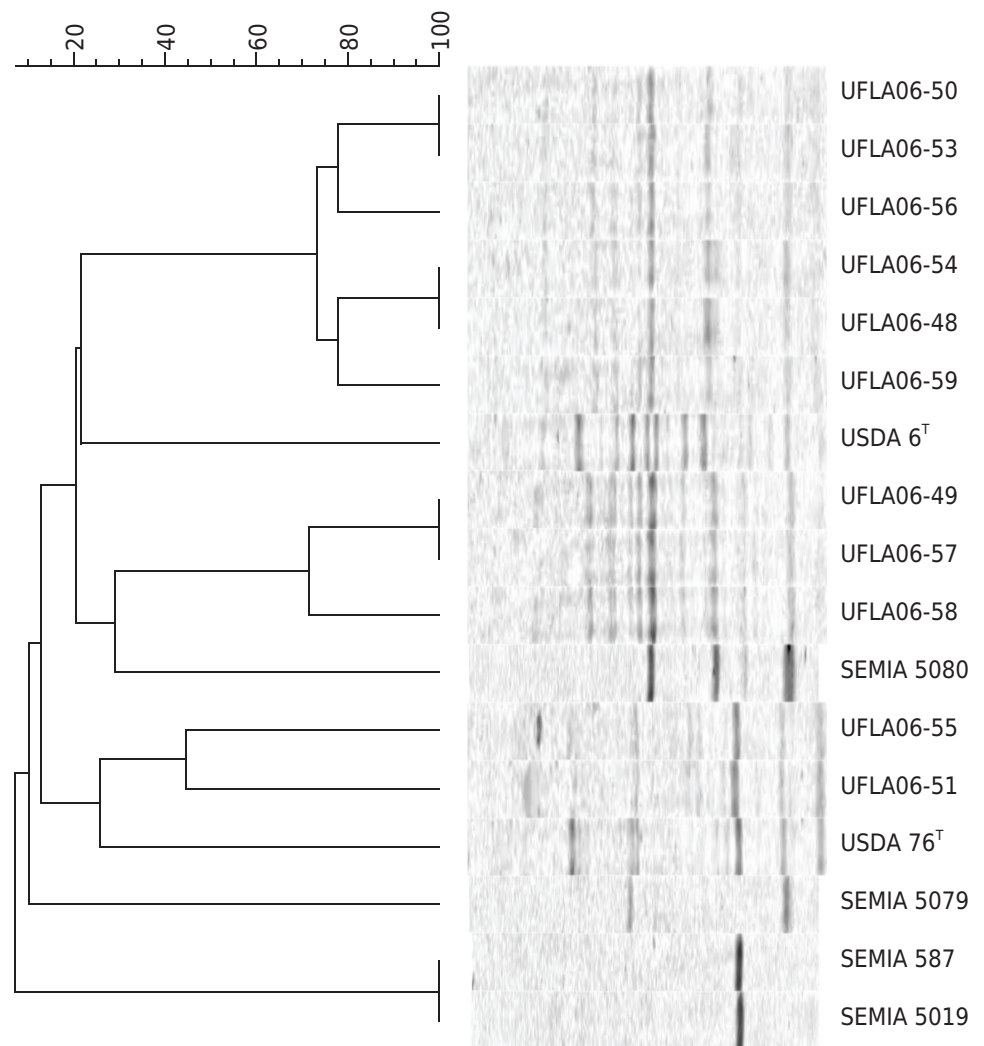 20 40 60 80 100
UFLA06-50
UFLA06-53
UFLA06-56
UFLA06-54
UFLA06-48
UFLA06-59
USDA 6T
UFLA06-49
UFLA06-57
UFLA06-58
SEMIA 5080
UFLA06-55
UFLA06-51
USDA 76T
SEMIA 5079
SEMIA 587
SEMIA 5019